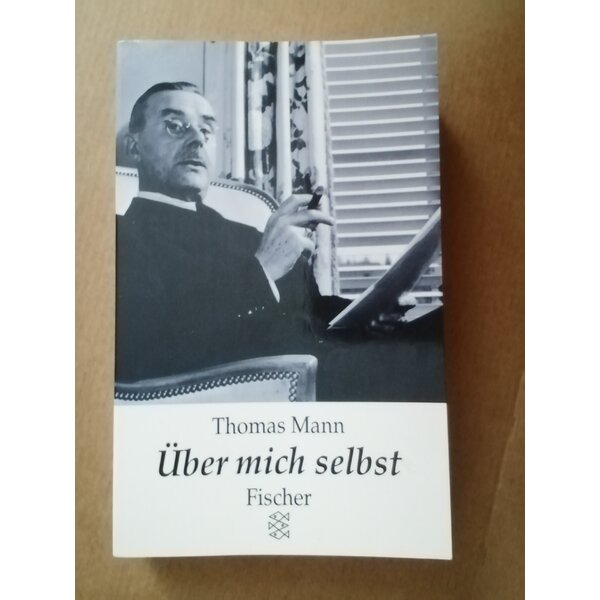 Thomas Mann
Über mich selbst
Fischer